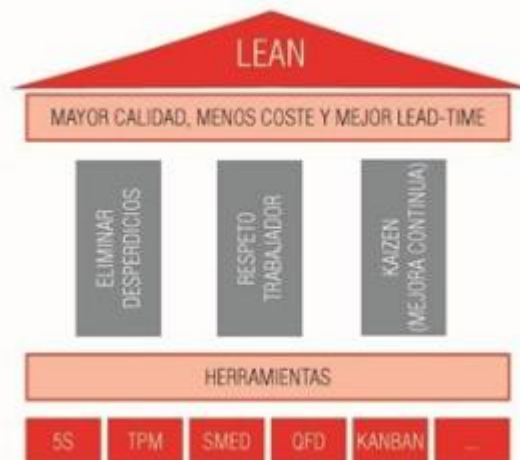 LEAN
MAYOR CALIDAD, MENOS COSTE Y MEJOR LEAD-TIME
ELIMINAR
DESPERDICIOS
RESPETO
TRABAJADOR
KAIZEN
(MEJORA CONTINUA)
HERRAMIENTAS
5S
TPM
SMED
QFD
KANBAN
...